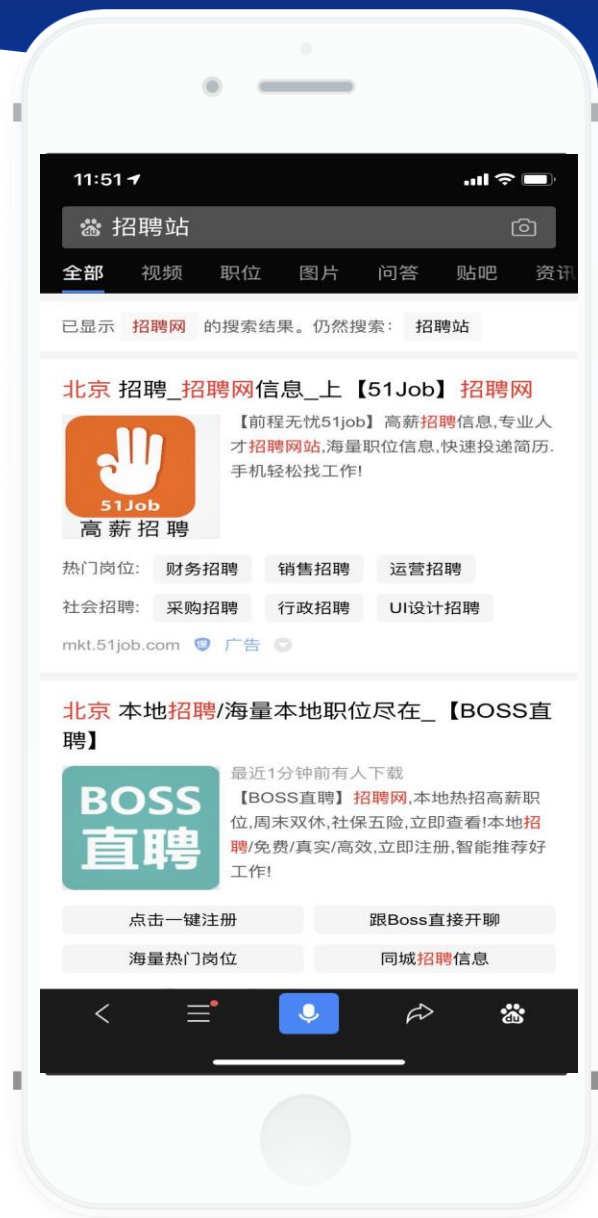 11:51
du 招聘站
全部 视频 职位 图片 问答 贴吧 资讯
已显示 招聘网 的搜索结果。仍然搜索： 招聘站
北京 招聘_招聘网信息_上【51Job】招聘网
51Job
高薪招聘
【前程无忧51job】高薪招聘信息,专业人
才招聘网站,海量职位信息,快速投递简历.
手机轻松找工作!
热门岗位: 财务招聘 销售招聘 运营招聘
社会招聘: 采购招聘 行政招聘 UI设计招聘
mkt.51job.com 保 广告
北京 本地招聘/海量本地职位尽在_【BOSS直
聘】
BOSS
直聘
最近1分钟前有人下载
【BOSS直聘】招聘网,本地热招高薪职
位,周末双休,社保五险,立即查看!本地招
聘/免费/真实/高效,立即注册,智能推荐好
工作!
点击一键注册 跟Boss直接开聊
海量热门岗位 同城招聘信息
du